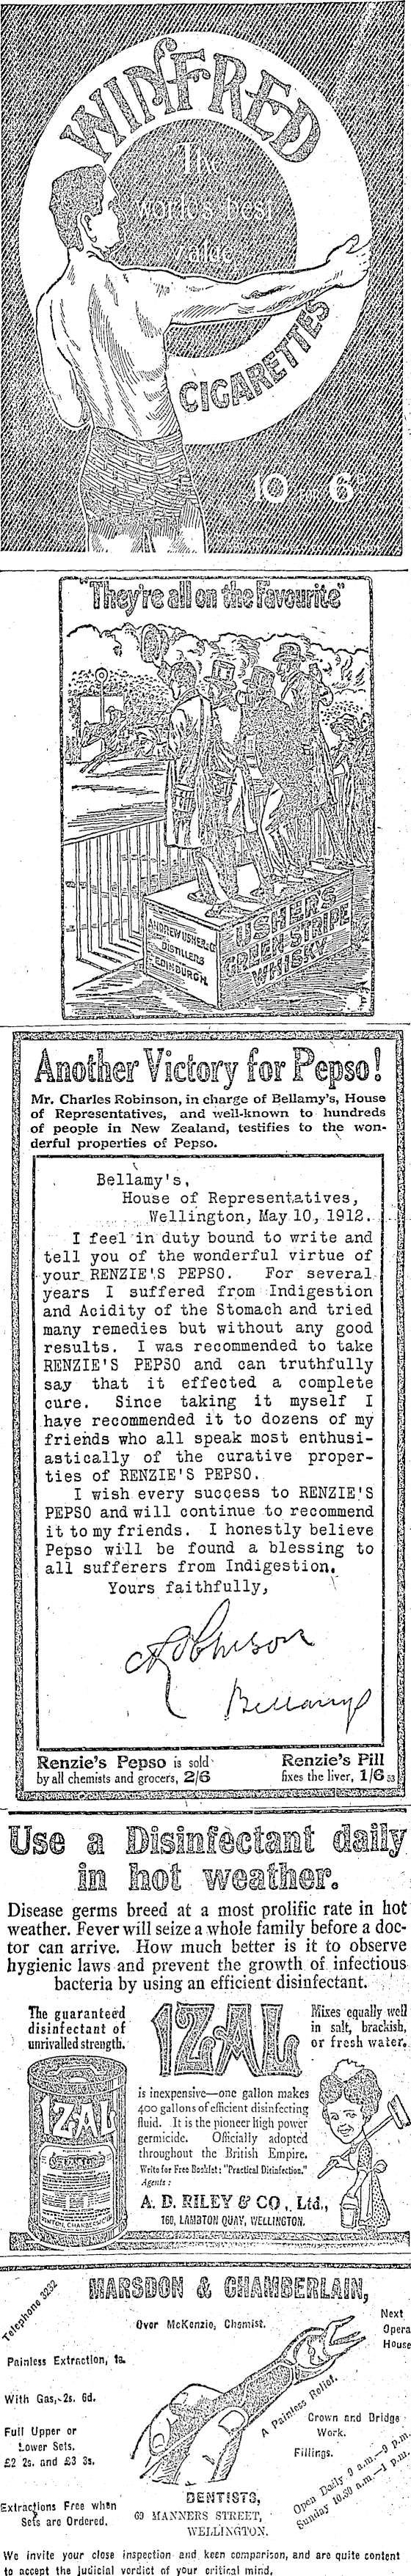 WINFRED
The
world's best
value
CIGARETTES
10 FOR 6d
"They're all on the Favourite"
ANDREW USHER & Co
DISTILLERS
EDINBURGH.
USHER'S
GREEN STRIPE
WHISKY
Another Victory for Pepso!
Mr. Charles Robinson, in charge of Bellamy's, House
of Representatives, and well-known to hundreds
of people in New Zealand, testifies to the won-
derful properties of Pepso.
Bellamy's,
House of Representatives,
Wellington, May 10, 1912.
I feel in duty bound to write and
tell you of the wonderful virtue of
your RENZIE'S PEPSO. For several
years I suffered from Indigestion
and Acidity of the Stomach and tried
many remedies but without any good
results. I was recommended to take
RENZIE'S PEPSO and can truthfully
say that it effected a complete
cure. Since taking it myself I
have recommended it to dozens of my
friends who all speak most enthusi-
astically of the curative proper-
ties of RENZIE'S PEPSO.
I wish every success to RENZIE'S
PEPSO and will continue to recommend
it to my friends. I honestly believe
Pepso will be found a blessing to
all sufferers from Indigestion.
Yours faithfully,
C Robinson
Bellamys
Renzie's Pepso is sold
by all chemists and grocers, 2/6
Renzie's Pill
fixes the liver, 1/6 53
Use a Disinfectant daily
in hot weather.
Disease germs breed at a most prolific rate in hot
weather. Fever will seize a whole family before a doc-
tor can arrive. How much better is it to observe
hygienic laws and prevent the growth of infectious
bacteria by using an efficient disinfectant.
The guaranteed
disinfectant of
unrivalled strength.
IZAL
Mixes equally well
in salt, brackish,
or fresh water.
IZAL
is inexpensive—one gallon makes
400 gallons of efficient disinfecting
fluid. It is the pioneer high power
germicide. Officially adopted
throughout the British Empire.
Write for Free Booklet: "Practical Disinfection."
Agents:
A. D. RILEY & CO., Ltd.,
160, LAMBTON QUAY, WELLINGTON.
Telephone 3232
MARSDON & CHAMBERLAIN,
Over McKenzie, Chemist.
Next
Opera
House
Painless Extraction, 1s.
With Gas, 2s. 6d.
Full Upper or
Lower Sets.
£2 2s. and £3 3s.
A Painless Relief.
Crown and Bridge
Work.
Fillings.
Open Daily 9 a.m.—9 p.m.
Sunday 10.30 a.m.—1 p.m.
Extractions Free when
Sets are Ordered.
DENTISTS,
69 MANNERS STREET,
WELLINGTON.
We invite your close inspection and keen comparison, and are quite content
to accept the judicial verdict of your critical mind.